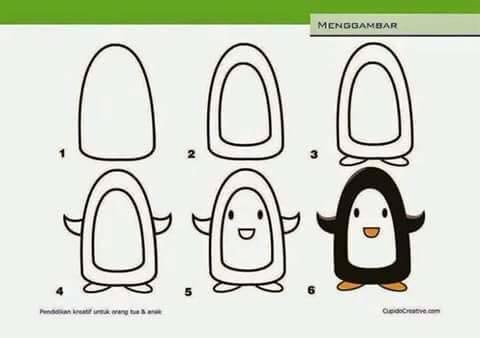 MENGGAMBAR
1
2
3
4
5
6
Pendidikan kreatif untuk orang tua & anak
CupidoCreative.com